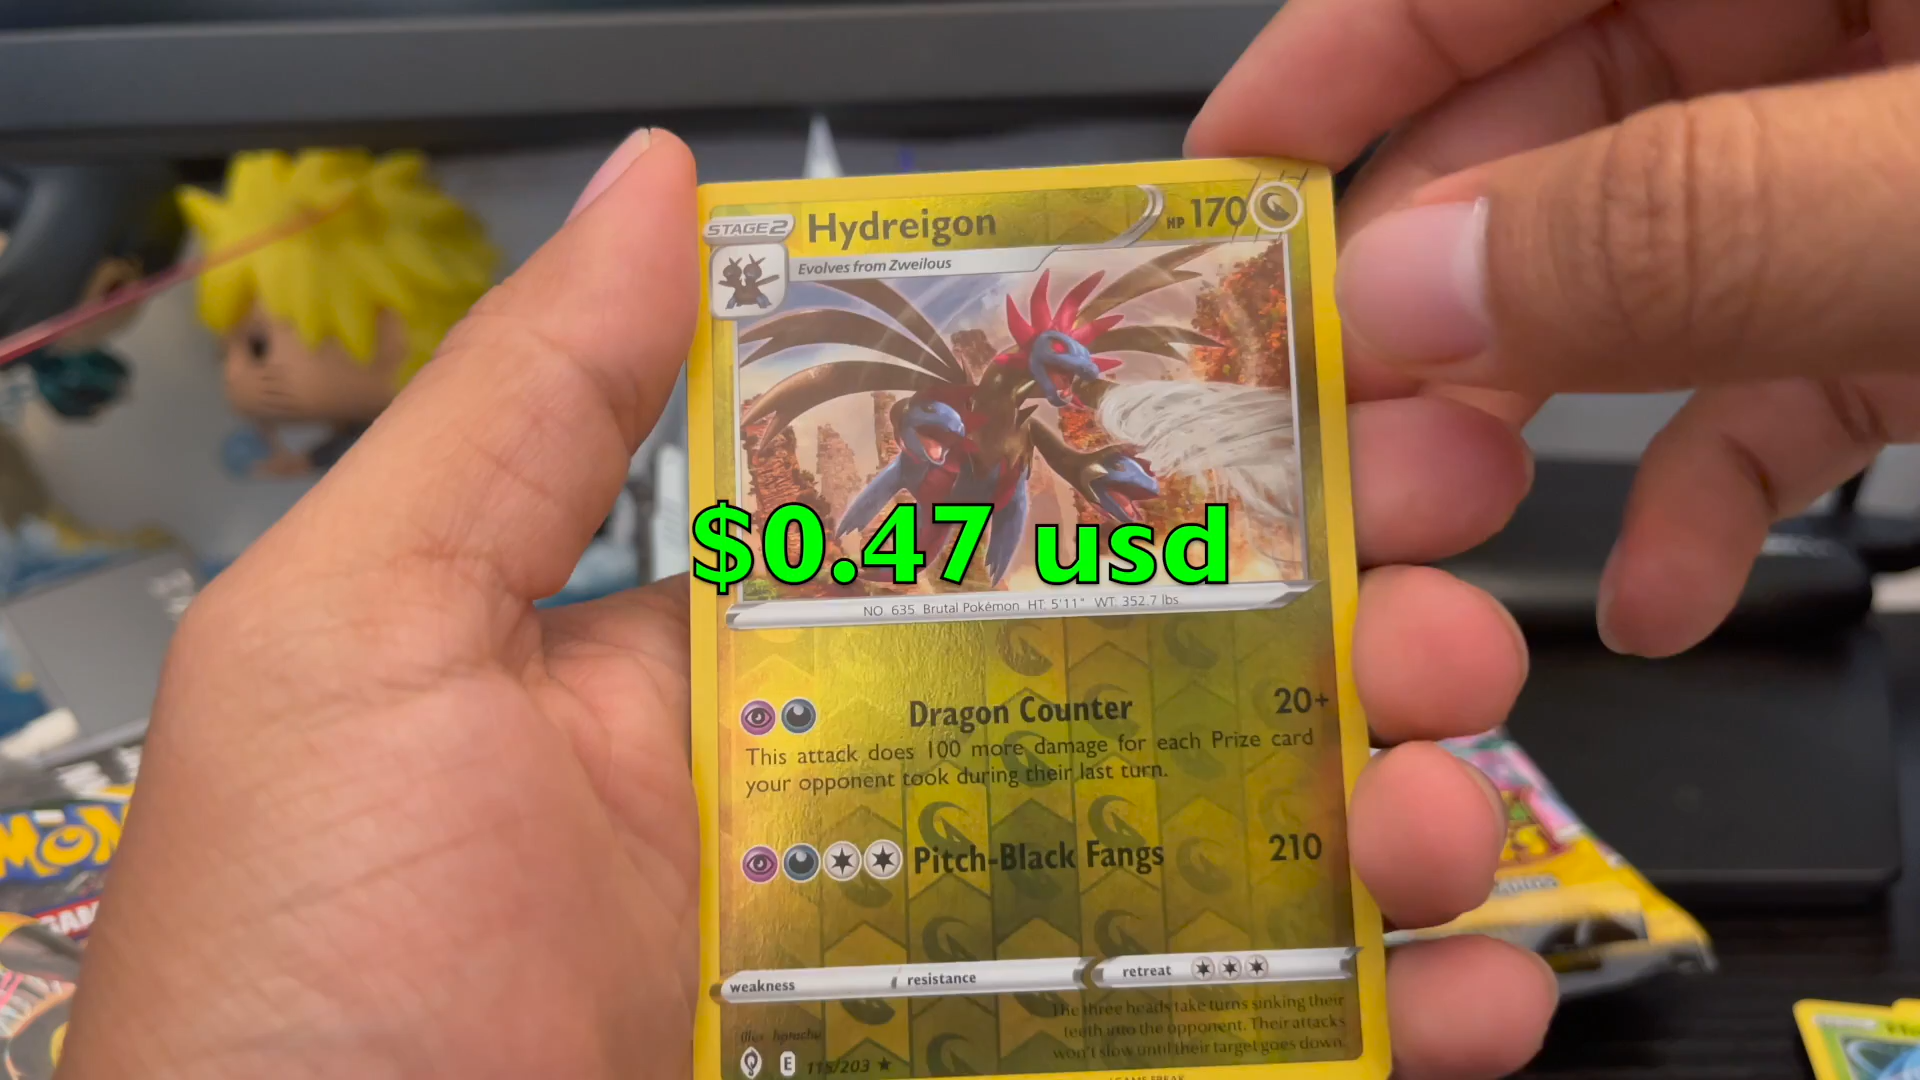 STAGE2
Hydreigon
HP 170
Evolves from Zweilous
$0.47 usd
NO. 635 Brutal Pokémon HT: 5'11" WT: 352.7 lbs
Dragon Counter 20+
This attack does 100 more damage for each Prize card
your opponent took during their last turn.
Pitch-Black Fangs 210
weakness resistance retreat
The three heads take turns sinking their
teeth into the opponent. Their attacks
won't slow until their target goes down.
Illus.
E /203 ★